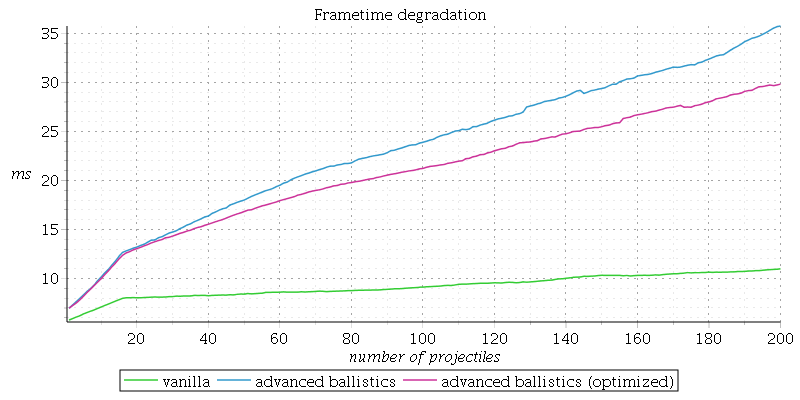 Frametime degradation
35
30
25
20
15
10
ms
20 40 60 80 100 120 140 160 180 200
number of projectiles
vanilla advanced ballistics advanced ballistics (optimized)